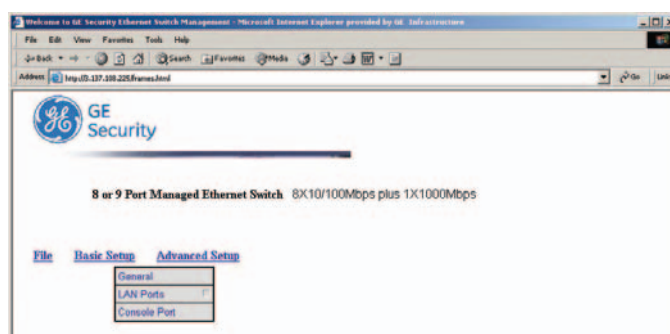 Welcome to GE Security Ethernet Switch Management - Microsoft Internet Explorer provided by GE Infrastructure
File Edit View Favorites Tools Help
Back Search Favorites Media
Address http://3.137.108.225/frames.html Go Links
GE
Security
8 or 9 Port Managed Ethernet Switch 8X10/100Mbps plus 1X1000Mbps
File Basic Setup Advanced Setup
General
LAN Ports
Console Port